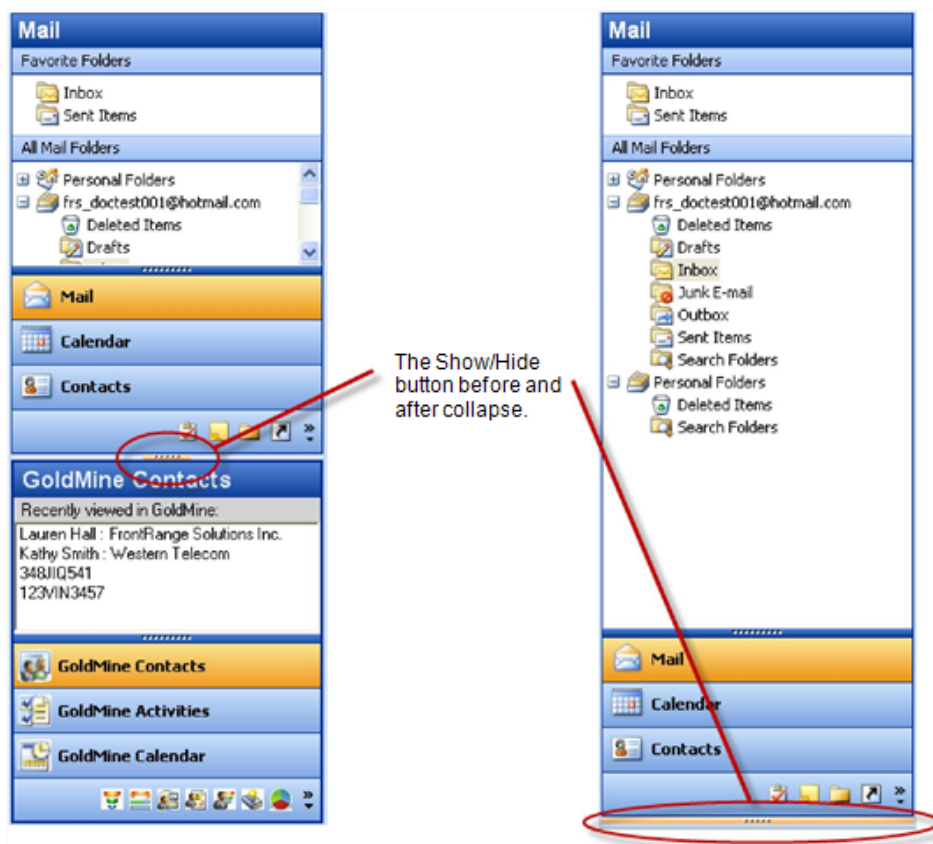 Mail
Favorite Folders
Inbox
Sent Items
All Mail Folders
Personal Folders
frs_doctest001@hotmail.com
Deleted Items
Drafts
Mail
Calendar
Contacts
GoldMine Contacts
Recently viewed in GoldMine:
Lauren Hall : FrontRange Solutions Inc.
Kathy Smith : Western Telecom
348JIQ541
123VIN3457
GoldMine Contacts
GoldMine Activities
GoldMine Calendar
The Show/Hide
button before and
after collapse.
Mail
Favorite Folders
Inbox
Sent Items
All Mail Folders
Personal Folders
frs_doctest001@hotmail.com
Deleted Items
Drafts
Inbox
Junk E-mail
Outbox
Sent Items
Search Folders
Personal Folders
Deleted Items
Search Folders
Mail
Calendar
Contacts